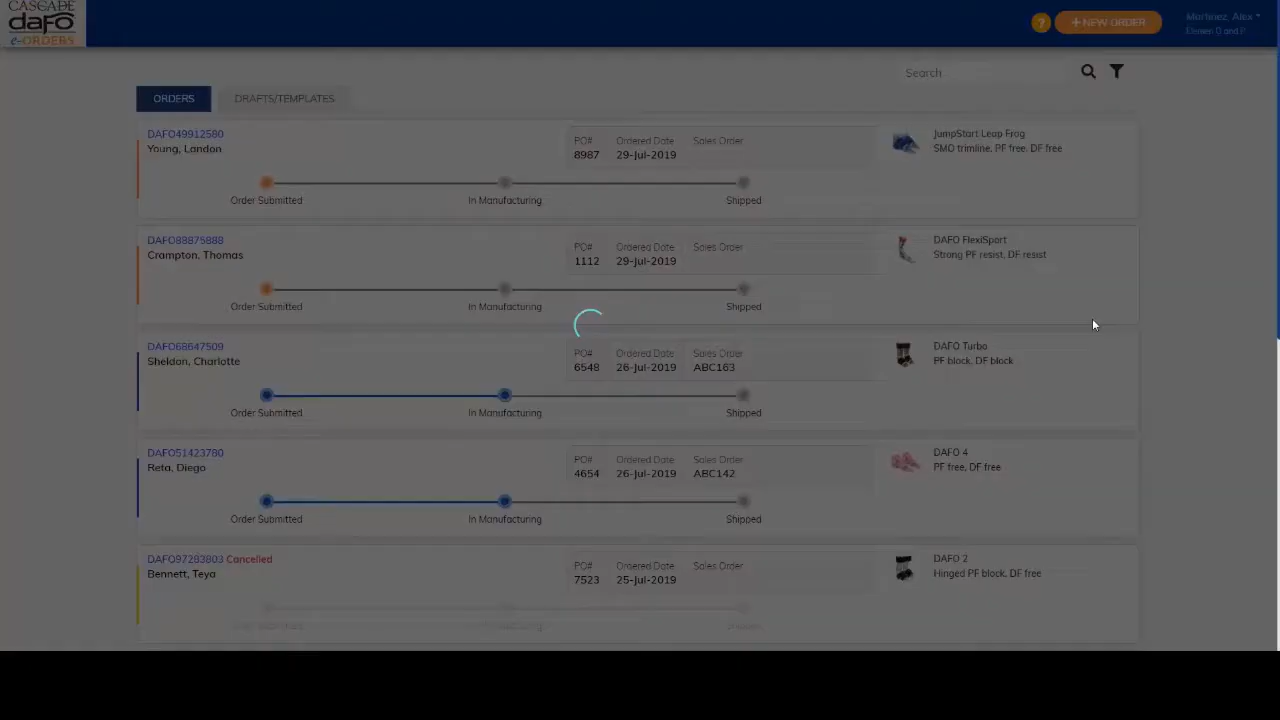 CASCADE
dafo
e-ORDERS
?
+NEW ORDER
Martinez, Alex
Search
ORDERS
DRAFTS/TEMPLATES
DAFO49912580
Young, Landon
PO# Ordered Date Sales Order
8987 29-Jul-2019
JumpStart Leap Frog
SMO trimline, PF free, DF free
Order Submitted In Manufacturing Shipped
DAFO88875888
Crampton, Thomas
PO# Ordered Date Sales Order
1112 29-Jul-2019
DAFO FlexiSport
Strong PF resist, DF resist
Order Submitted In Manufacturing Shipped
DAFO68647509
Sheldon, Charlotte
PO# Ordered Date Sales Order
6548 26-Jul-2019 ABC163
DAFO Turbo
PF block, DF block
Order Submitted In Manufacturing Shipped
DAFO51423780
Reta, Diego
PO# Ordered Date Sales Order
4654 26-Jul-2019 ABC142
DAFO 4
PF free, DF free
Order Submitted In Manufacturing Shipped
DAFO97283803 Cancelled
Bennett, Teya
PO# Ordered Date Sales Order
7523 25-Jul-2019
DAFO 2
Hinged PF block, DF free